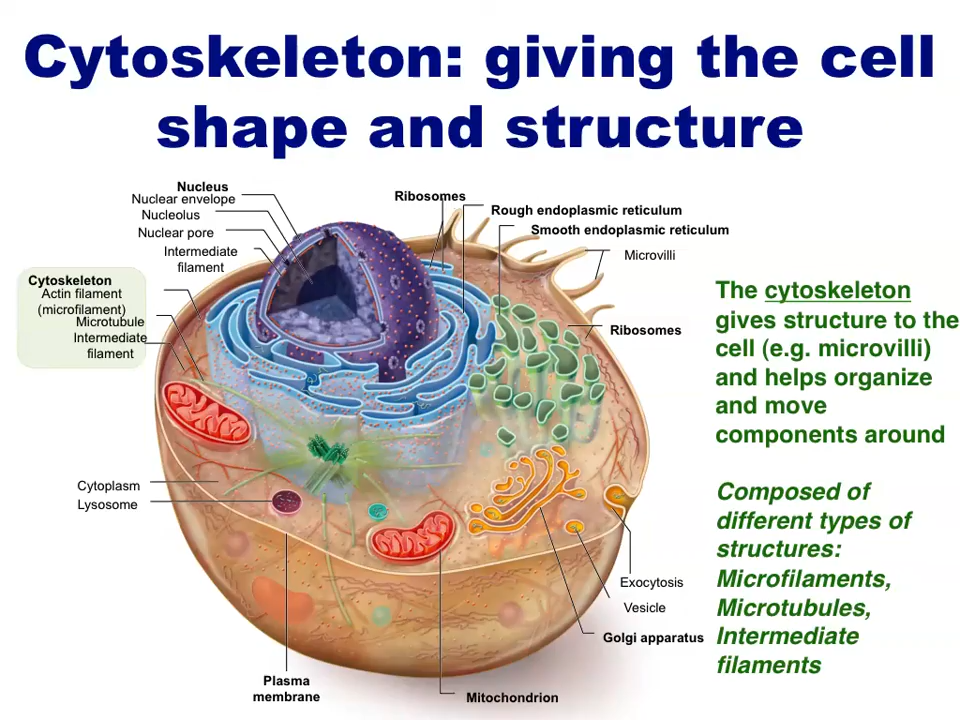 Cytoskeleton: giving the cell
shape and structure
Nucleus
Nuclear envelope
Nucleolus
Nuclear pore
Intermediate
filament
Cytoskeleton
Actin filament
(microfilament)
Microtubule
Intermediate
filament
Ribosomes
Rough endoplasmic reticulum
Smooth endoplasmic reticulum
Microvilli
Ribosomes
Cytoplasm
Lysosome
Exocytosis
Vesicle
Golgi apparatus
Plasma
membrane
Mitochondrion
The cytoskeleton
gives structure to the
cell (e.g. microvilli)
and helps organize
and move
components around
Composed of
different types of
structures:
Microfilaments,
Microtubules,
Intermediate
filaments